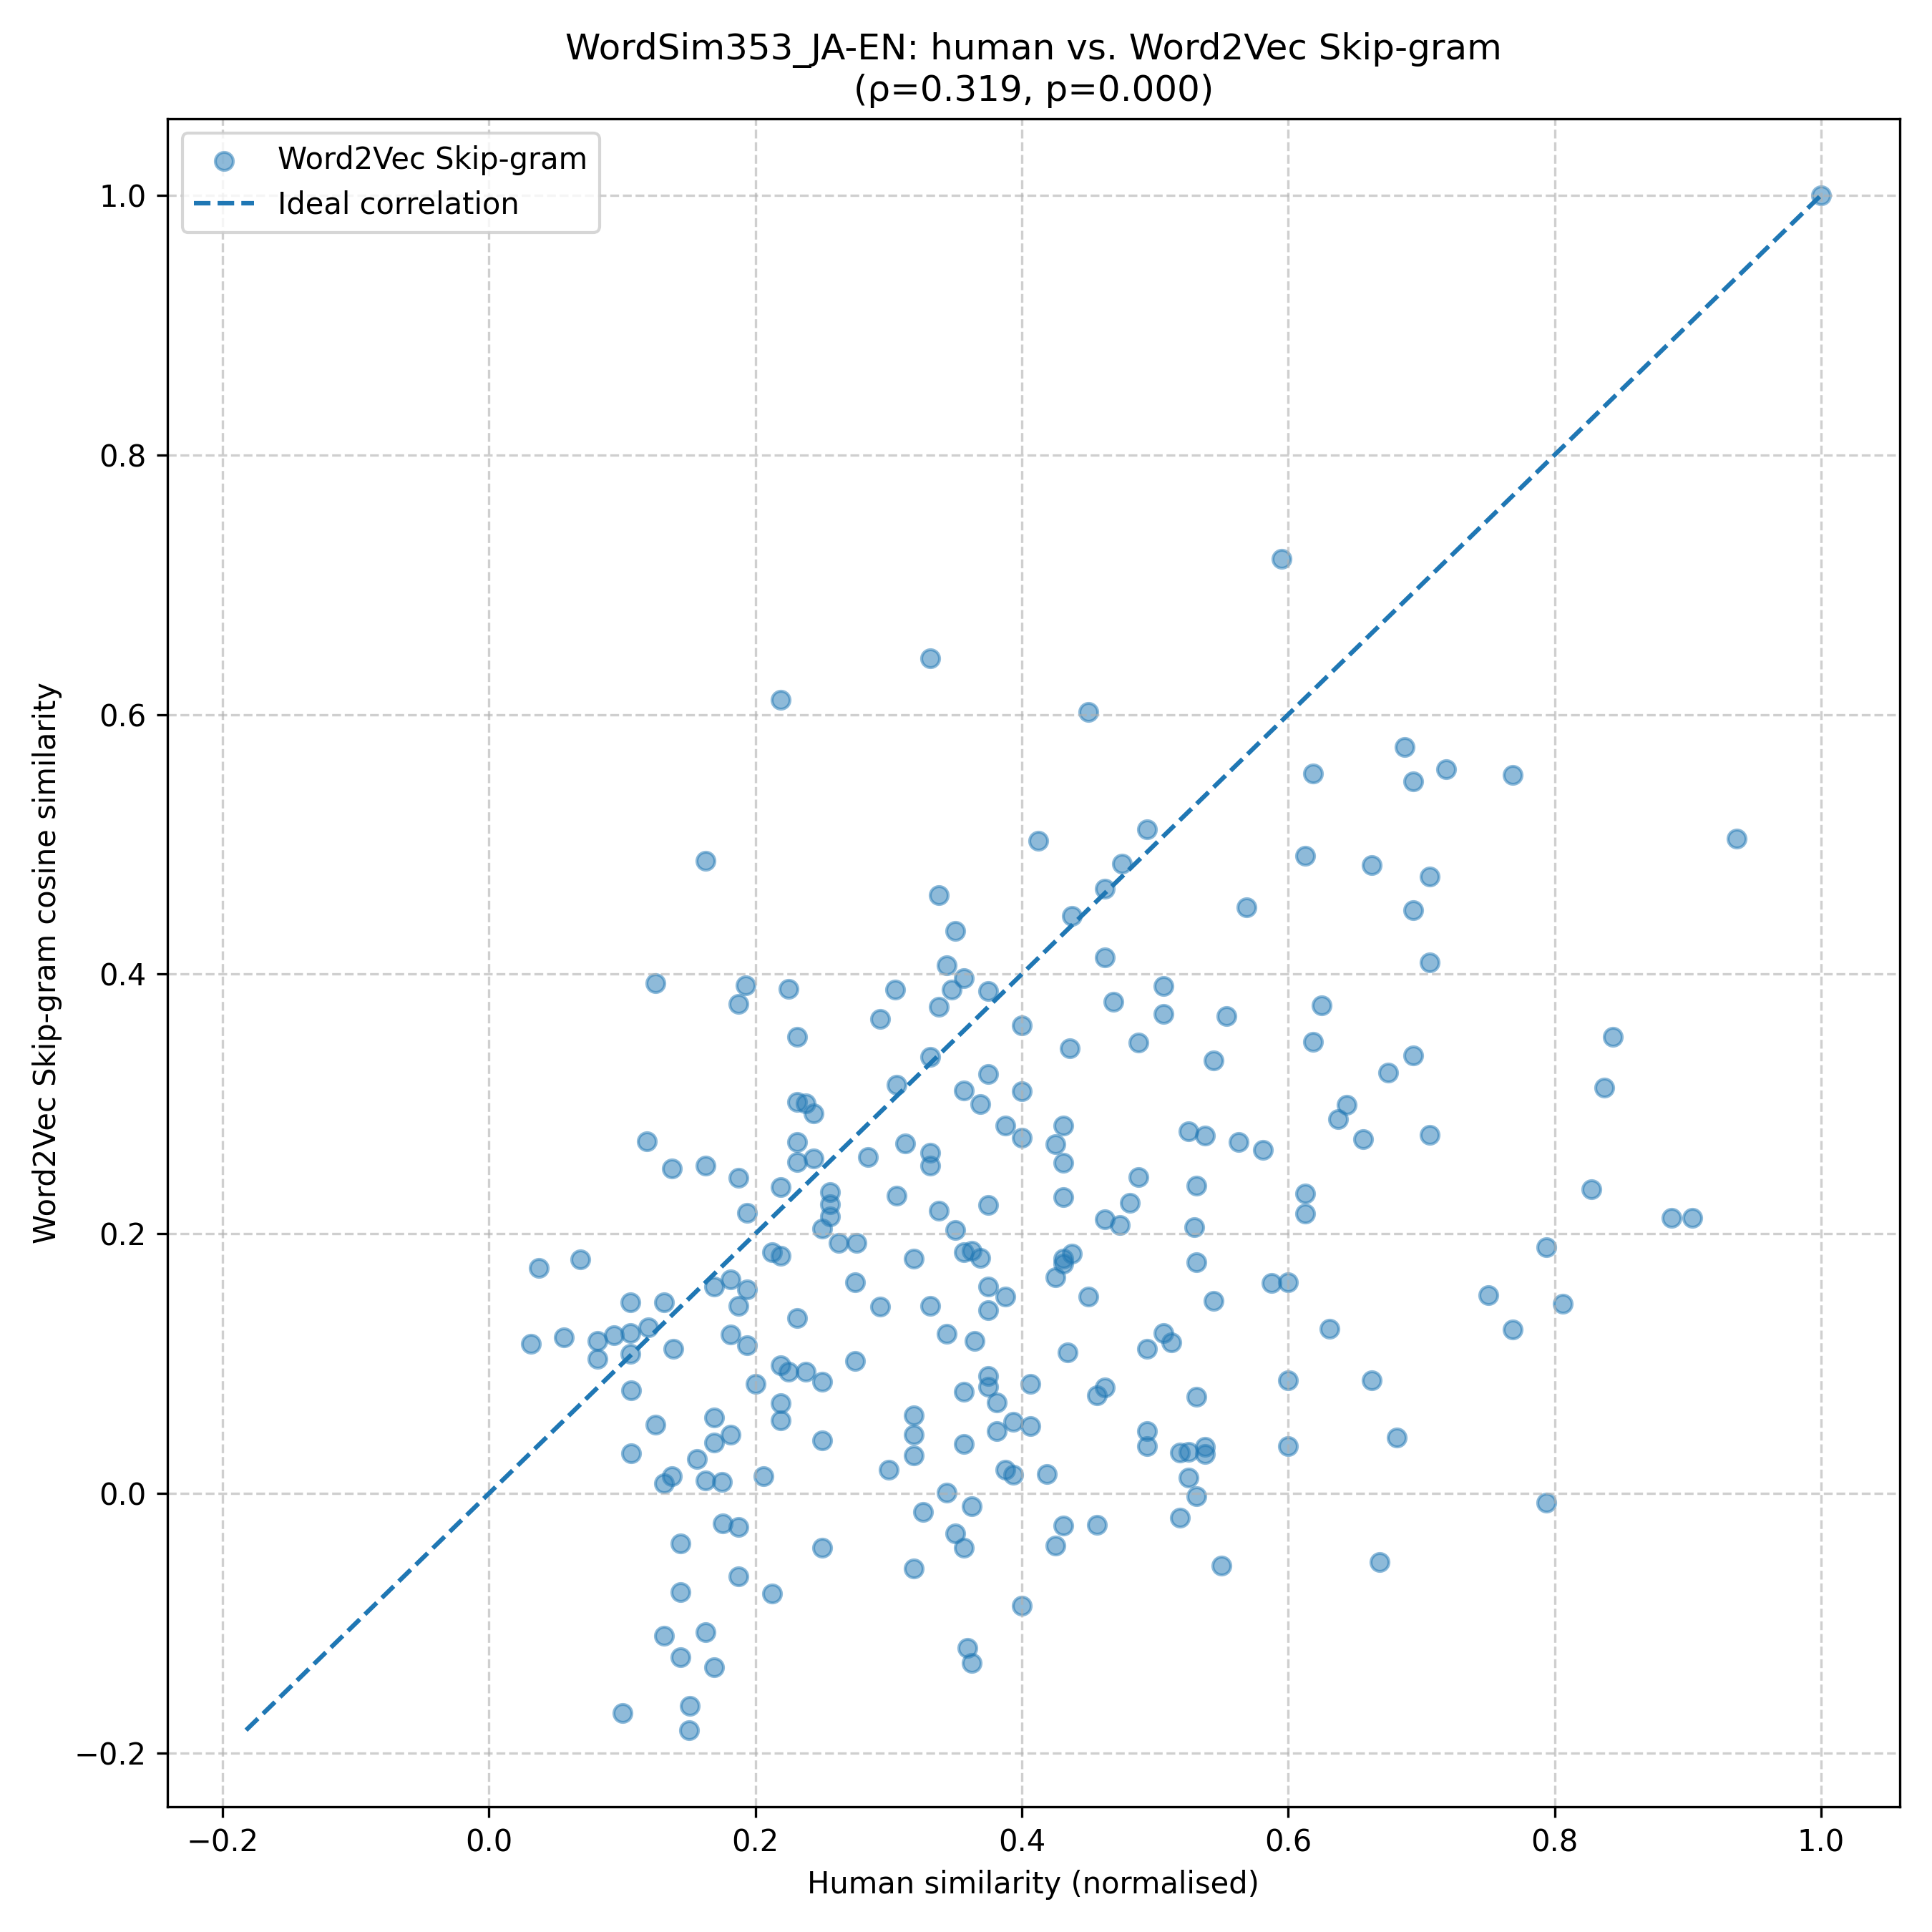 WordSim353_JA-EN: human vs. Word2Vec Skip-gram
(ρ=0.319, p=0.000)
Word2Vec Skip-gram
Ideal correlation
Word2Vec Skip-gram cosine similarity
1.0
0.8
0.6
0.4
0.2
0.0
−0.2
−0.2
0.0
0.2
0.4
0.6
0.8
1.0
Human similarity (normalised)